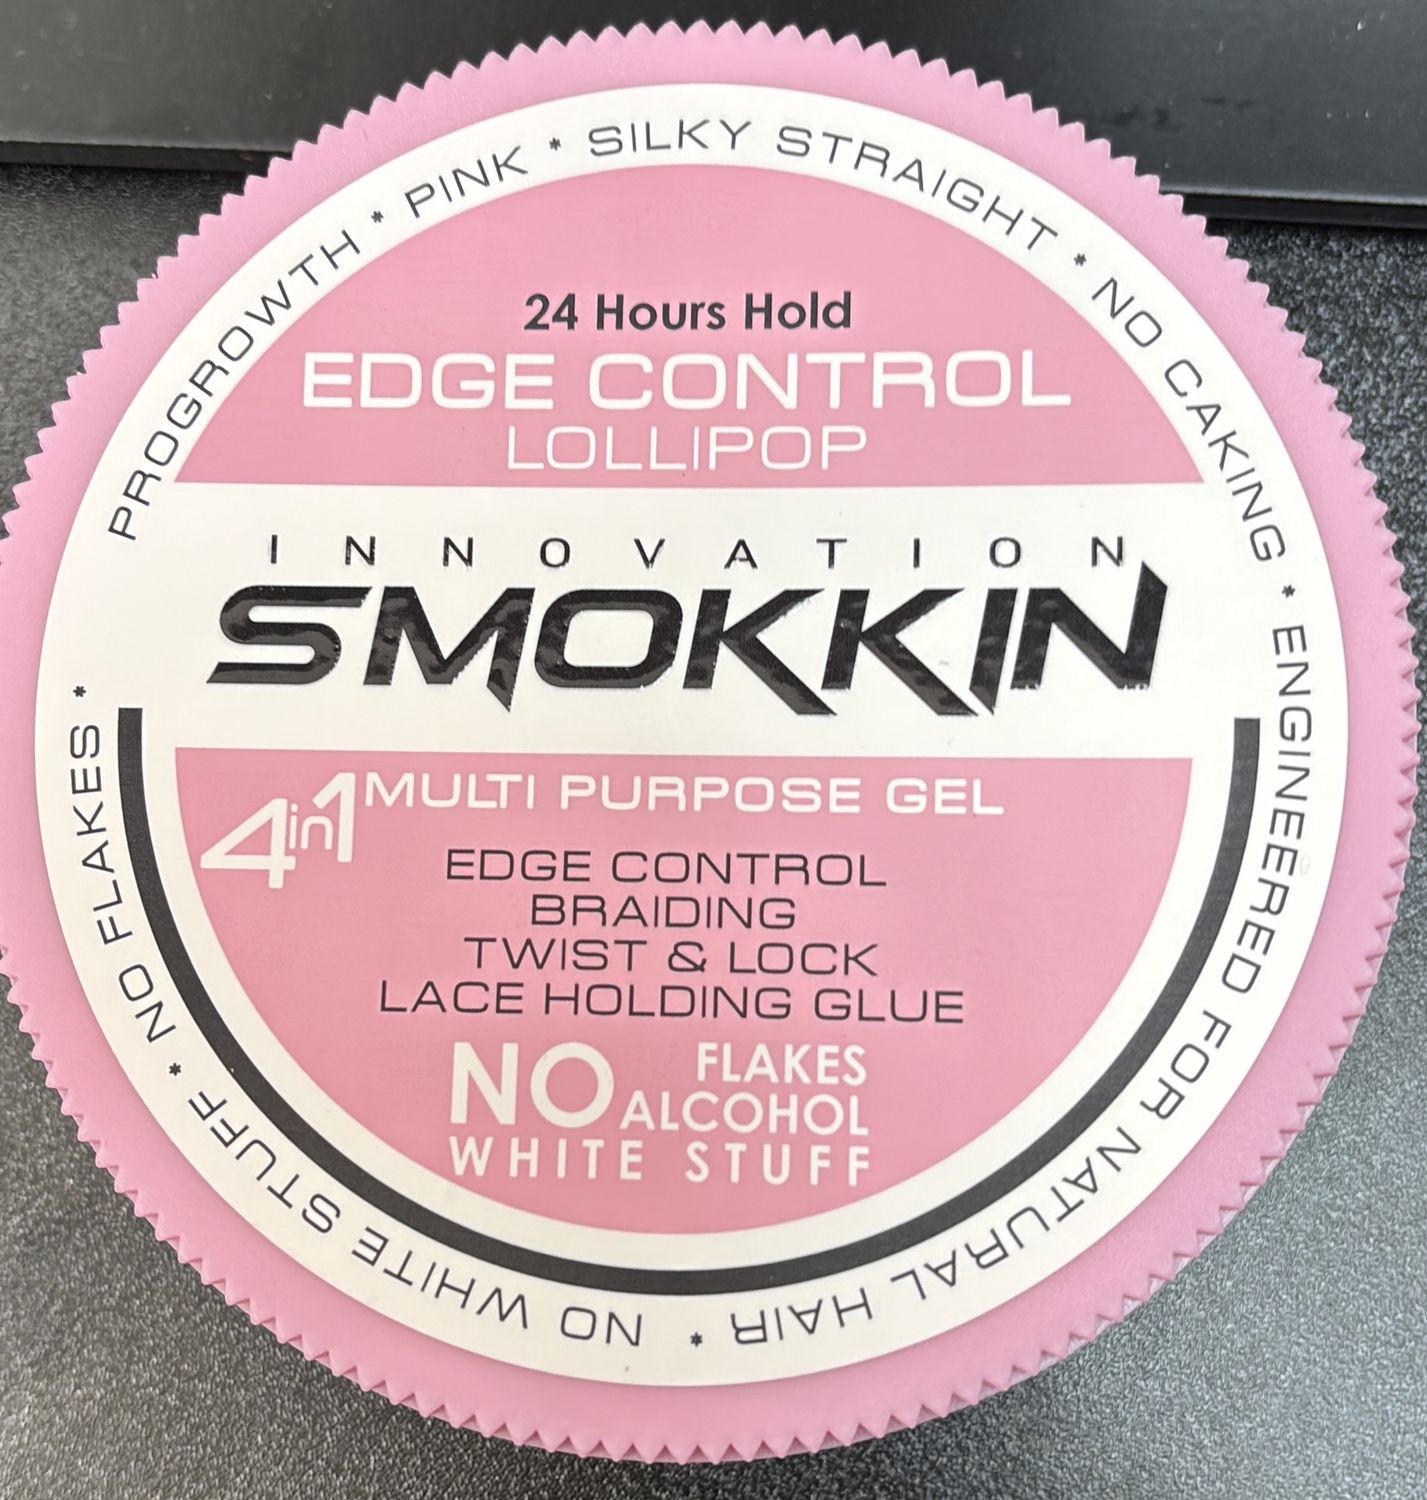 PROGROWTH * PINK * SILKY STRAIGHT * NO CAKING * ENGINEERED FOR NATURAL HAIR * NO WHITE STUFF * NO FLAKES *
24 Hours Hold
EDGE CONTROL
LOLLIPOP
INNOVATION
SMOKKIN
4in1 MULTI PURPOSE GEL
EDGE CONTROL
BRAIDING
TWIST & LOCK
LACE HOLDING GLUE
NO FLAKES
ALCOHOL
WHITE STUFF